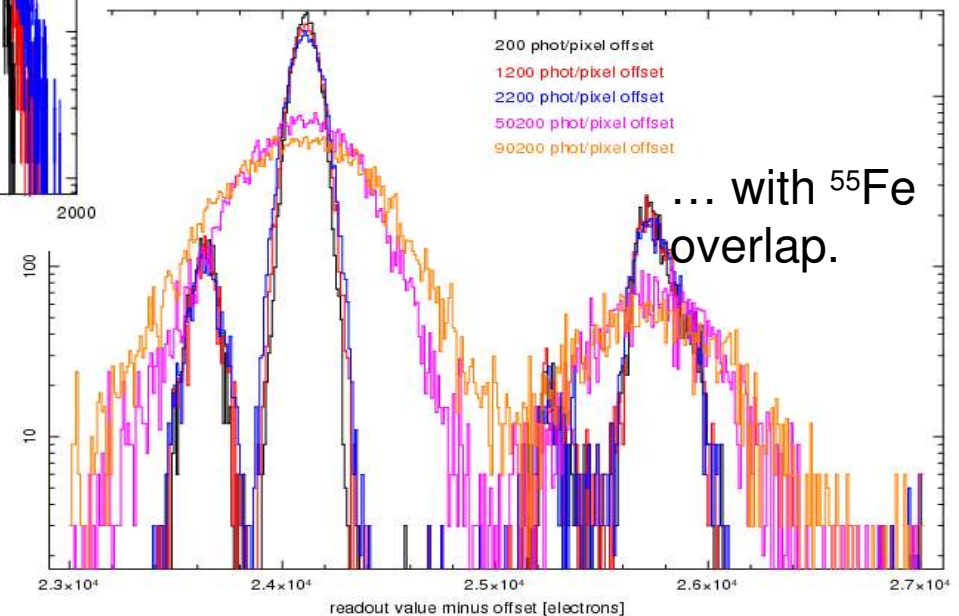 200 phot/pixel offset
1200 phot/pixel offset
2200 phot/pixel offset
50200 phot/pixel offset
90200 phot/pixel offset
… with ⁵⁵Fe
overlap.
2000
100
10
2.3×10⁴
2.4×10⁴
2.5×10⁴
2.6×10⁴
2.7×10⁴
readout value minus offset [electrons]